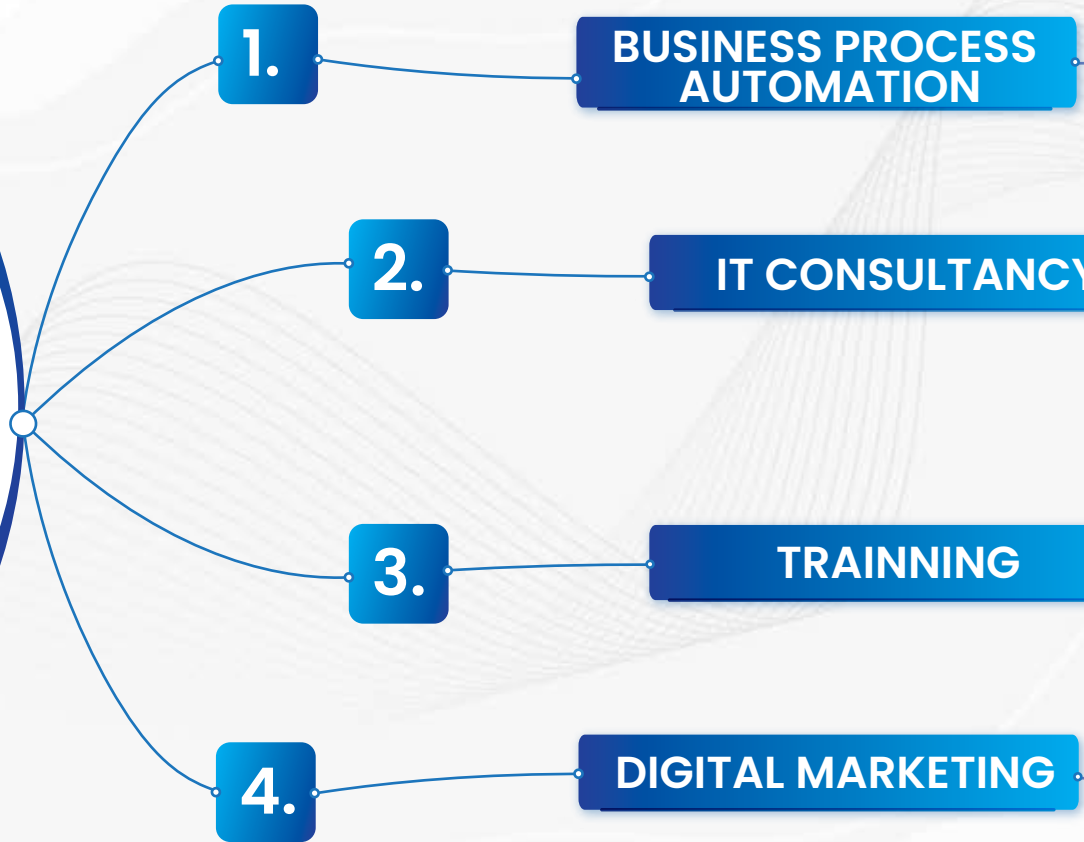 1.
BUSINESS PROCESS
AUTOMATION
2.
IT CONSULTANCY
3.
TRAINNING
4.
DIGITAL MARKETING